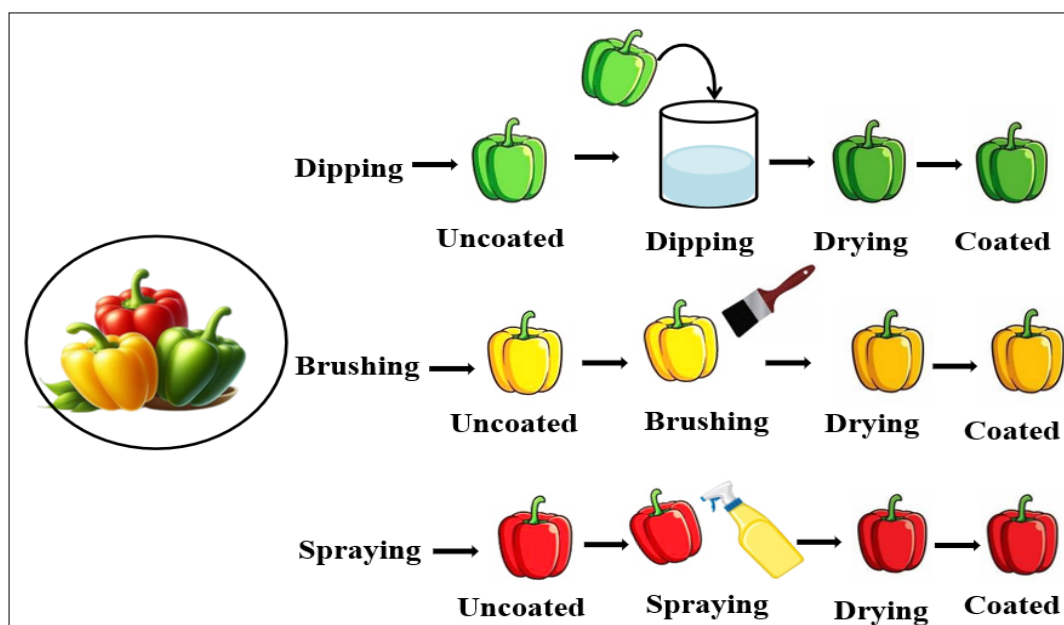 Dipping
Uncoated
Dipping
Drying
Coated
Brushing
Uncoated
Brushing
Drying
Coated
Spraying
Uncoated
Spraying
Drying
Coated